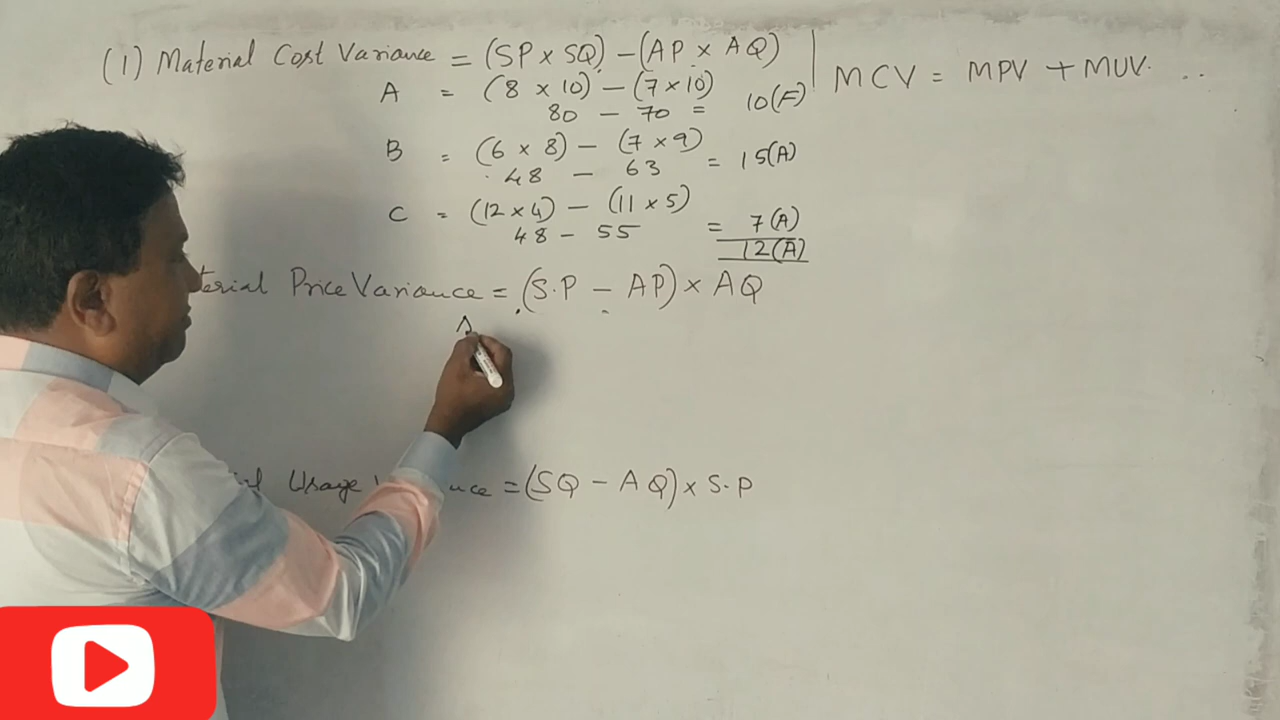 (1) Material Cost Variance = (SP x SQ) - (AP x AQ)
MCV = MPV + MUV. ..
A = (8 x 10) - (7 x 10)
80 - 70 = 10(F)
B = (6 x 8) - (7 x 9)
48 - 63 = 15(A)
C = (12 x 4) - (11 x 5)
48 - 55 = 7(A)
12(A)
terial Price Variance = (S.P - AP) x AQ
A
Usage = (SQ - AQ) x S.P